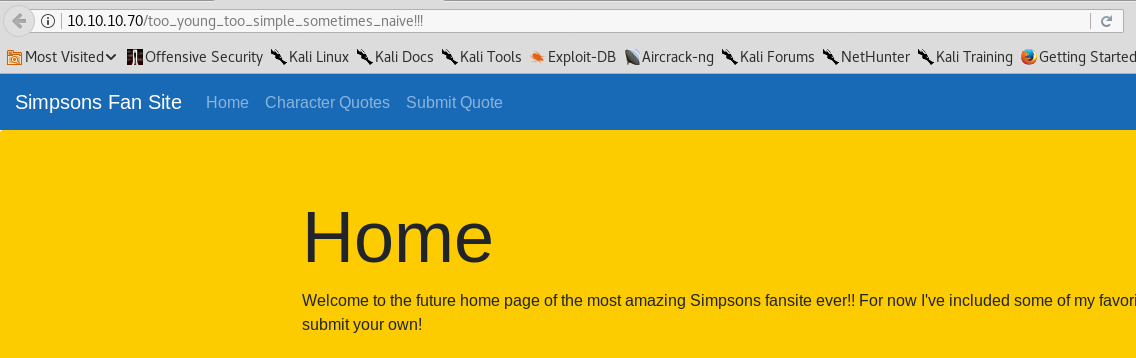 10.10.10.70/too_young_too_simple_sometimes_naive!!!
Most Visited Offensive Security Kali Linux Kali Docs Kali Tools Exploit-DB Aircrack-ng Kali Forums NetHunter Kali Training Getting Started
Simpsons Fan Site Home Character Quotes Submit Quote
Home
Welcome to the future home page of the most amazing Simpsons fansite ever!! For now I've included some of my favori
submit your own!